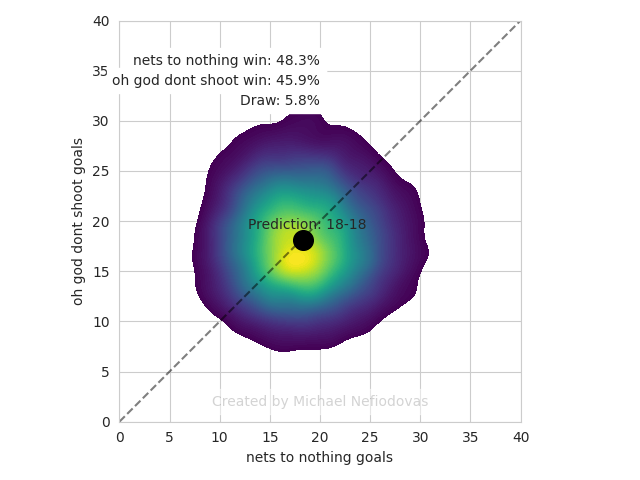 40
35
30
25
20
15
10
5
0
oh god dont shoot goals
nets to nothing win: 48.3%
oh god dont shoot win: 45.9%
Draw: 5.8%
Prediction: 18-18
Created by Michael Nefiodovas
0 5 10 15 20 25 30 35 40
nets to nothing goals